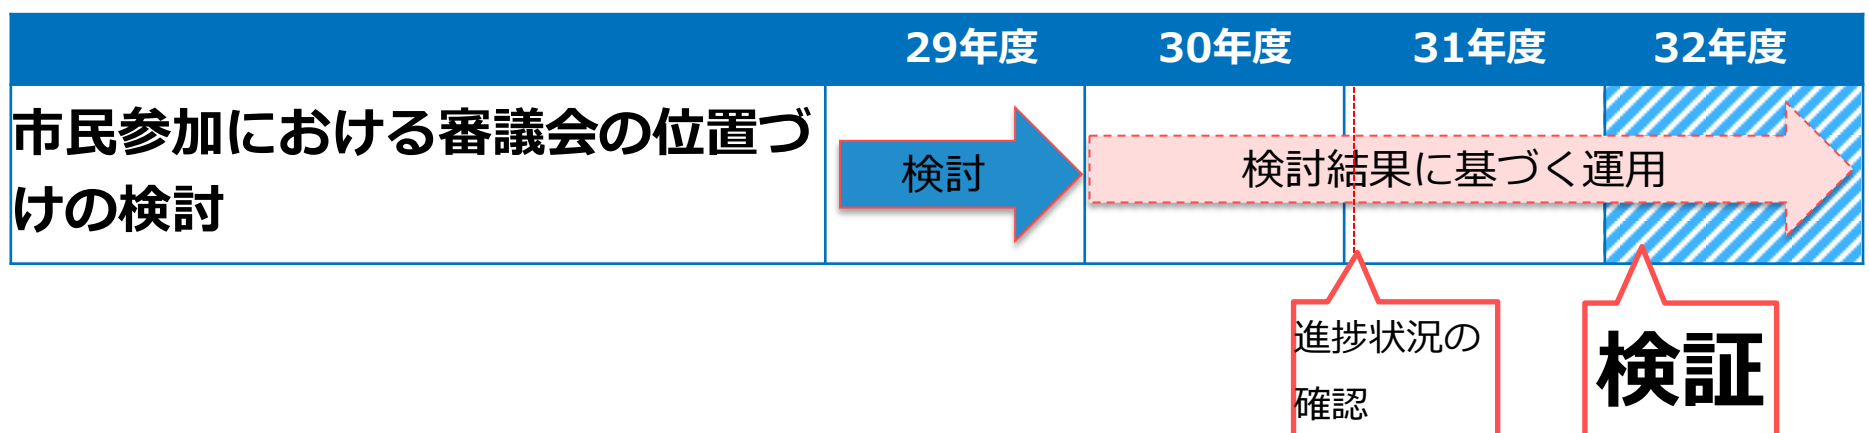 29年度 30年度 31年度 32年度
市民参加における審議会の位置づ
けの検討
検討
検討結果に基づく運用
進捗状況の
確認
検証